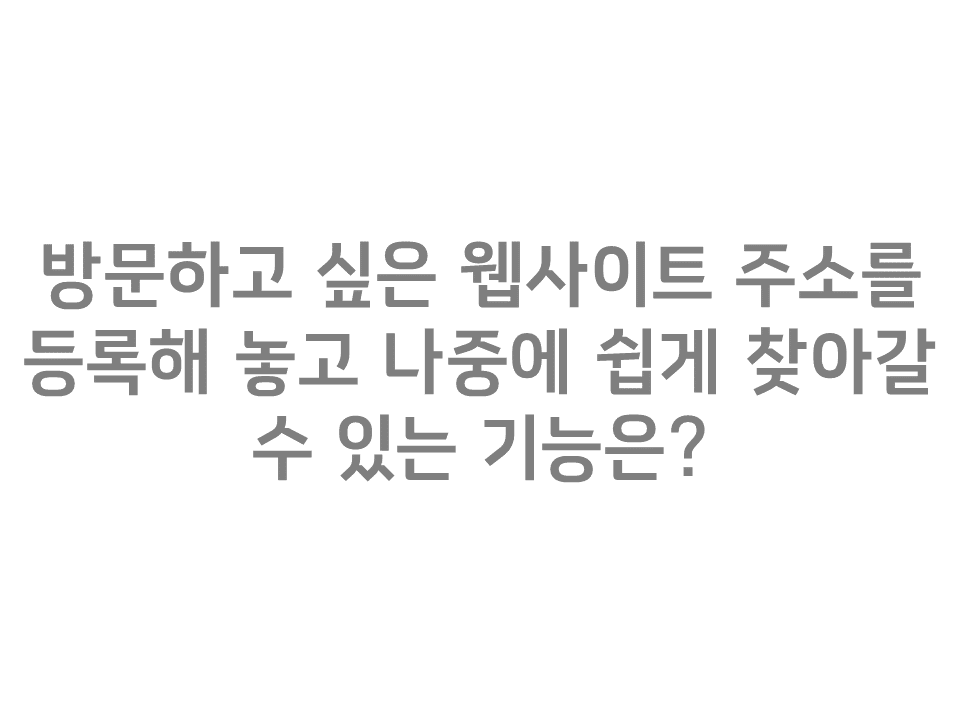 방문하고 싶은 웹사이트 주소를
등록해 놓고 나중에 쉽게 찾아갈
수 있는 기능은?